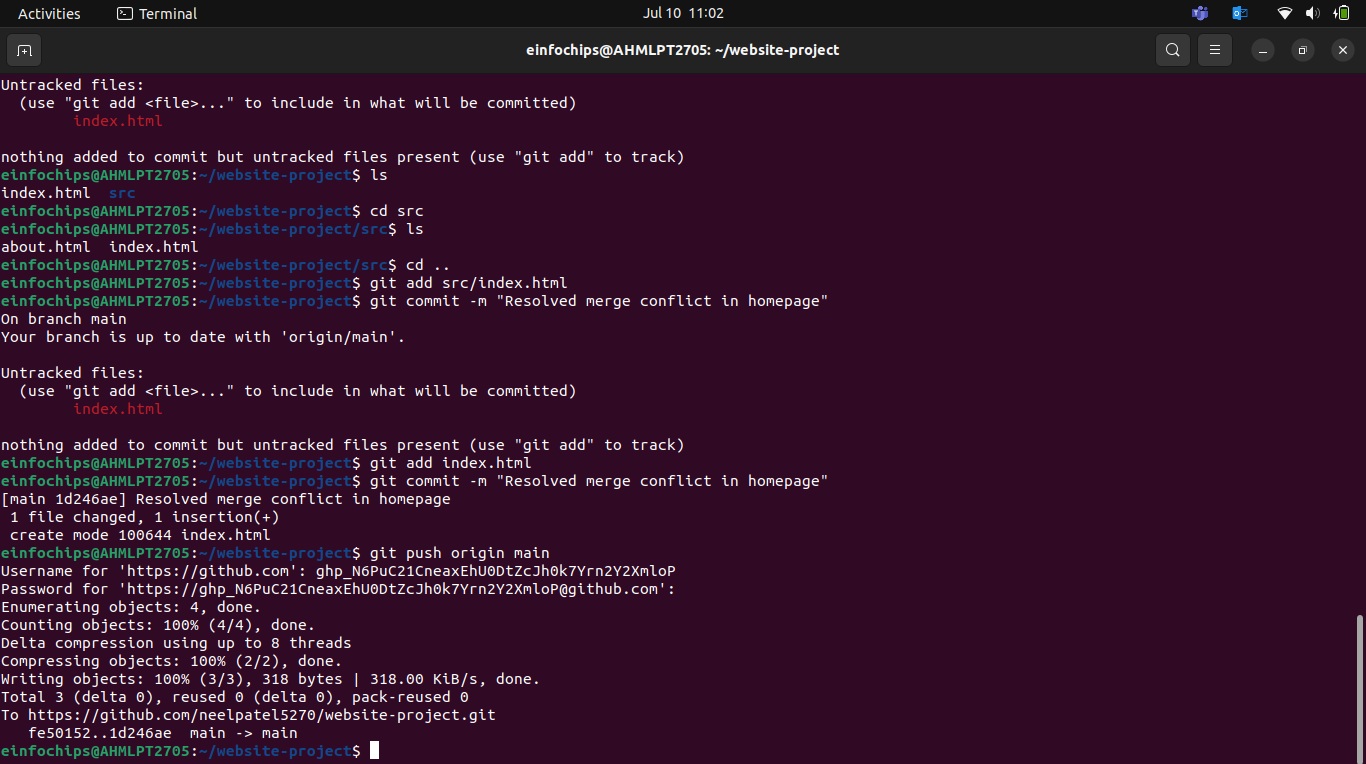 Activities Terminal Jul 10 11:02
einfochips@AHMLPT2705: ~/website-project
Untracked files:
  (use "git add <file>..." to include in what will be committed)
        index.html

nothing added to commit but untracked files present (use "git add" to track)
einfochips@AHMLPT2705:~/website-project$ ls
index.html  src
einfochips@AHMLPT2705:~/website-project$ cd src
einfochips@AHMLPT2705:~/website-project/src$ ls
about.html  index.html
einfochips@AHMLPT2705:~/website-project/src$ cd ..
einfochips@AHMLPT2705:~/website-project$ git add src/index.html
einfochips@AHMLPT2705:~/website-project$ git commit -m "Resolved merge conflict in homepage"
On branch main
Your branch is up to date with 'origin/main'.

Untracked files:
  (use "git add <file>..." to include in what will be committed)
        index.html

nothing added to commit but untracked files present (use "git add" to track)
einfochips@AHMLPT2705:~/website-project$ git add index.html
einfochips@AHMLPT2705:~/website-project$ git commit -m "Resolved merge conflict in homepage"
[main 1d246ae] Resolved merge conflict in homepage
 1 file changed, 1 insertion(+)
 create mode 100644 index.html
einfochips@AHMLPT2705:~/website-project$ git push origin main
Username for 'https://github.com': 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
Password for 'https://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@github.com':
Enumerating objects: 4, done.
Counting objects: 100% (4/4), done.
Delta compression using up to 8 threads
Compressing objects: 100% (2/2), done.
Writing objects: 100% (3/3), 318 bytes | 318.00 KiB/s, done.
Total 3 (delta 0), reused 0 (delta 0), pack-reused 0
To https://github.com/neelpatel5270/website-project.git
   fe50152..1d246ae  main -> main
einfochips@AHMLPT2705:~/website-project$